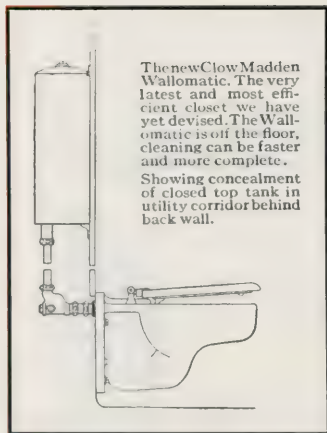 The new Clow Madden
Wallomatic. The very
latest and most effi-
cient closet we have
yet devised. The Wall-
omatic is off the floor,
cleaning can be faster
and more complete.
Showing concealment
of closed top tank in
utility corridor behind
back wall.